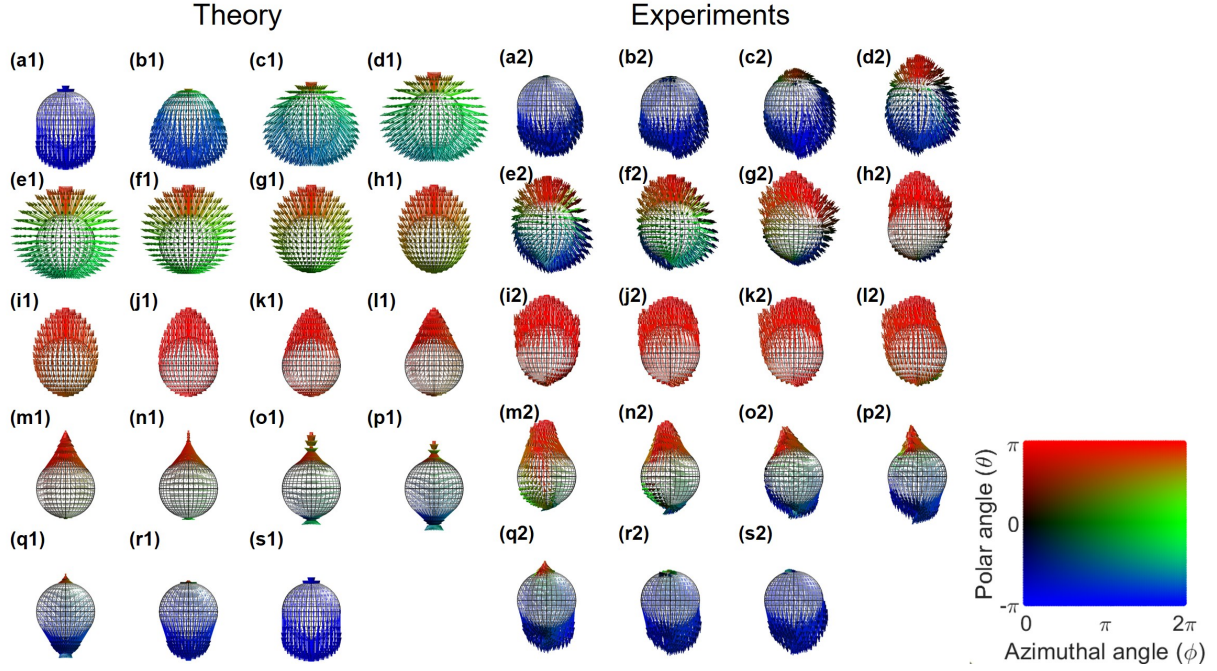 Theory Experiments
(a1) (b1) (c1) (d1) (a2) (b2) (c2) (d2)
(e1) (f1) (g1) (h1) (e2) (f2) (g2) (h2)
(i1) (j1) (k1) (l1) (i2) (j2) (k2) (l2)
(m1) (n1) (o1) (p1) (m2) (n2) (o2) (p2)
(q1) (r1) (s1) (q2) (r2) (s2)
Polar angle (θ)
π
0
-π
0 π 2π
Azimuthal angle (ϕ)